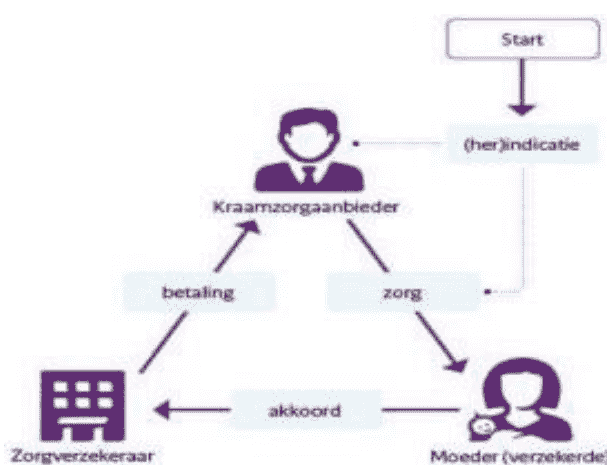 Start
(her)indicatie
Kraamzorgaanbieder
betaling
zorg
akkoord
Zorgverzekeraar
Moeder (verzekerde)